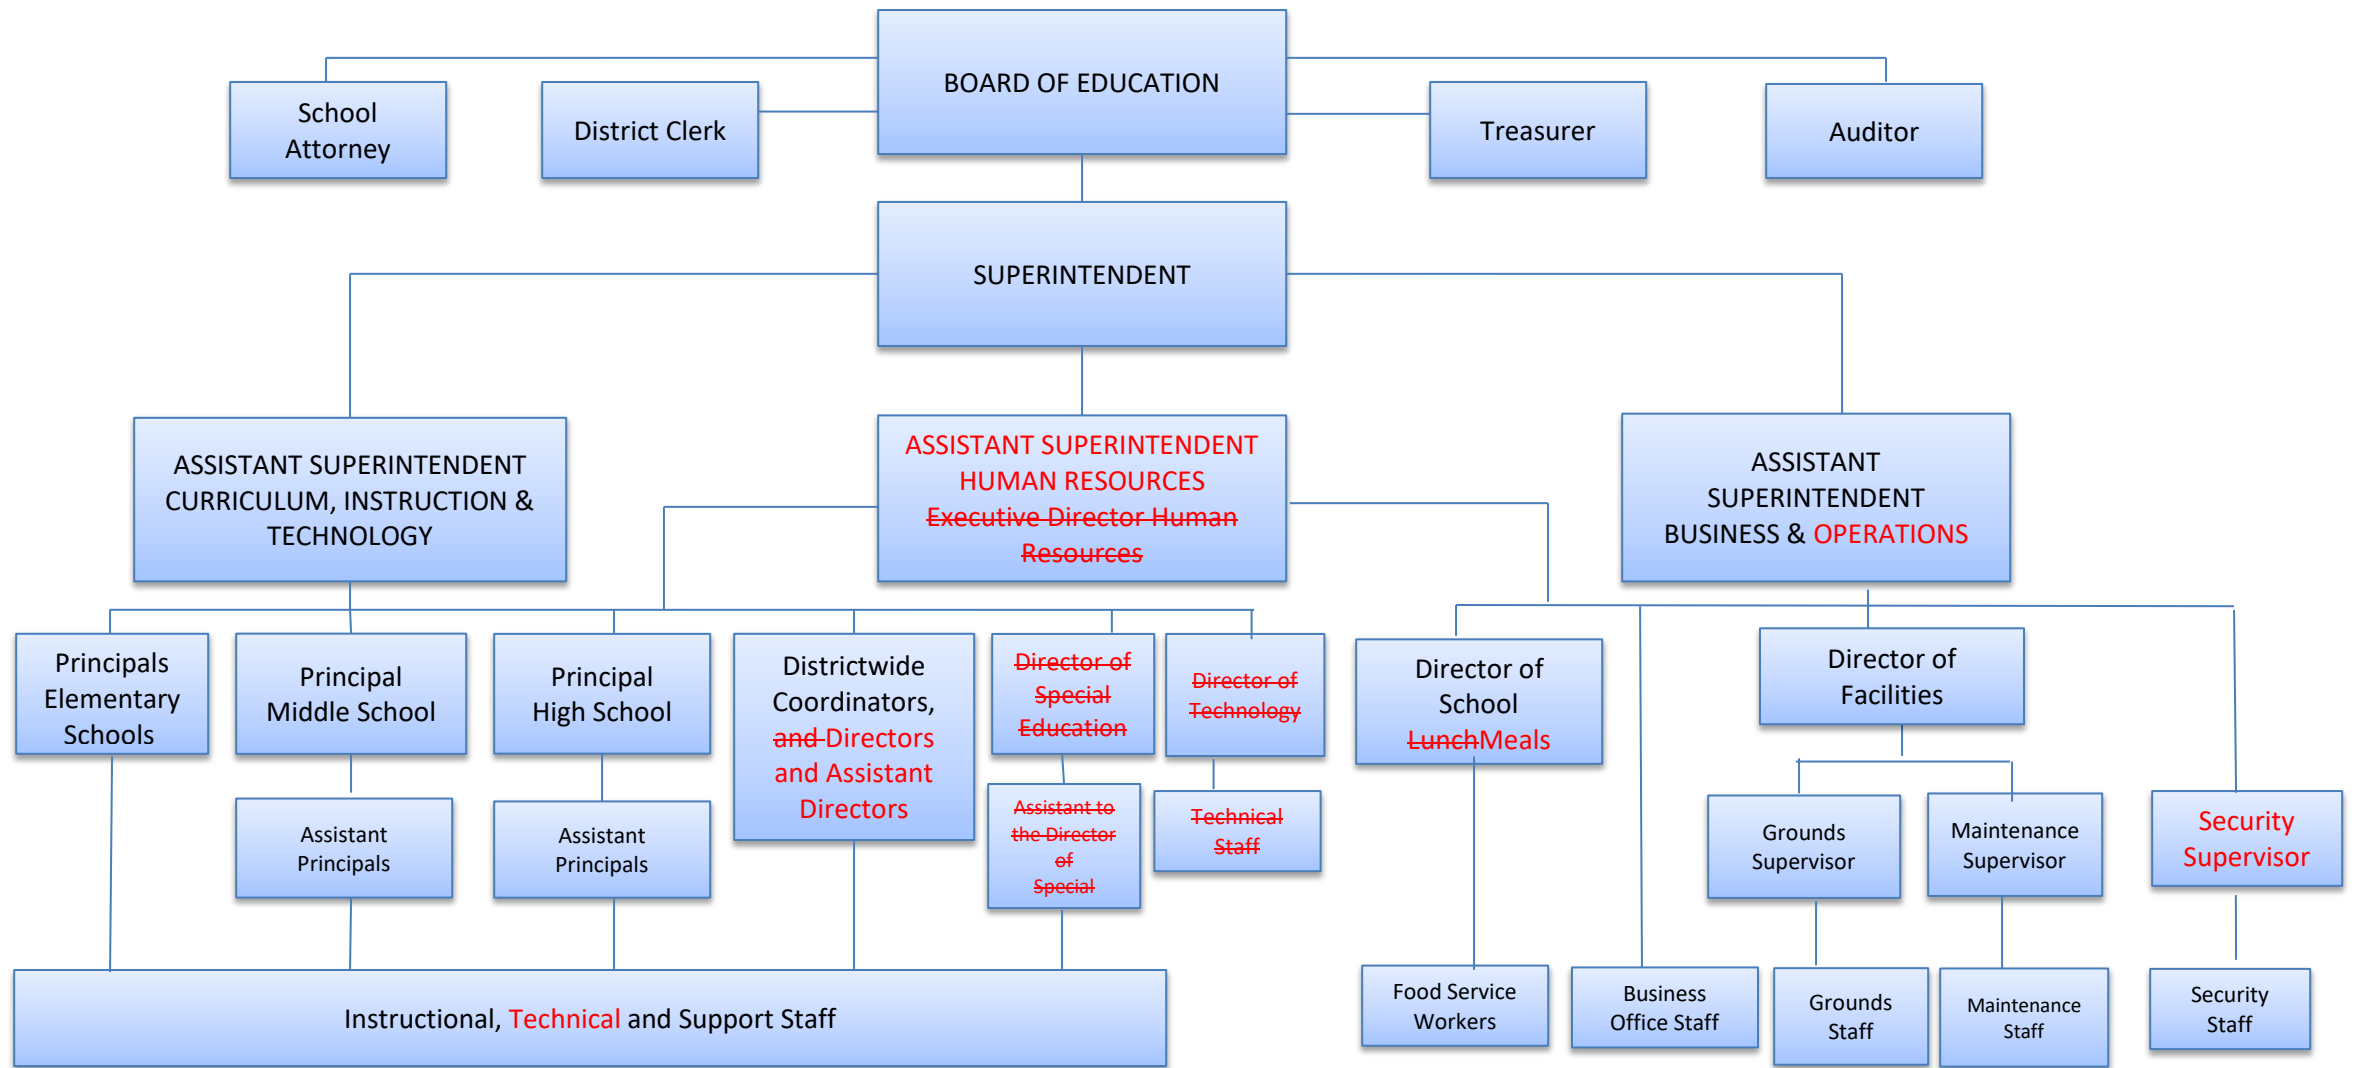 BOARD OF EDUCATION
School
Attorney
District Clerk
Treasurer
Auditor
SUPERINTENDENT
ASSISTANT SUPERINTENDENT
CURRICULUM, INSTRUCTION &
TECHNOLOGY
ASSISTANT SUPERINTENDENT
HUMAN RESOURCES
Executive Director Human
Resources
ASSISTANT
SUPERINTENDENT
BUSINESS & OPERATIONS
Principals
Elementary
Schools
Principal
Middle School
Principal
High School
Districtwide
Coordinators,
and Directors
and Assistant
Directors
Director of
Special
Education
Director of
Technology
Director of
School
LunchMeals
Director of
Facilities
Assistant
Principals
Assistant
Principals
Assistant to
the Director
of
Special
Technical
Staff
Grounds
Supervisor
Maintenance
Supervisor
Security
Supervisor
Instructional, Technical and Support Staff
Food Service
Workers
Business
Office Staff
Grounds
Staff
Maintenance
Staff
Security
Staff